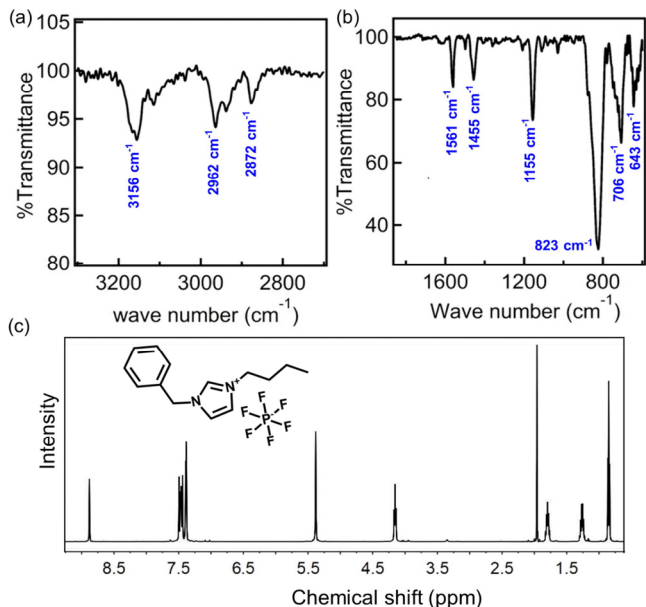 (a)
(b)
105
100
95
90
85
80
%Transmittance
3156 cm-1
2962 cm-1
2872 cm-1
3200
3000
2800
wave number (cm-1)
100
80
60
40
%Transmittance
1561 cm-1
1455 cm-1
1155 cm-1
823 cm-1
706 cm-1
643 cm-1
1600
1200
800
Wave number (cm-1)
(c)
Intensity
N
N+
F
F
F
P-
F
F
F
8.5
7.5
6.5
5.5
4.5
3.5
2.5
1.5
Chemical shift (ppm)